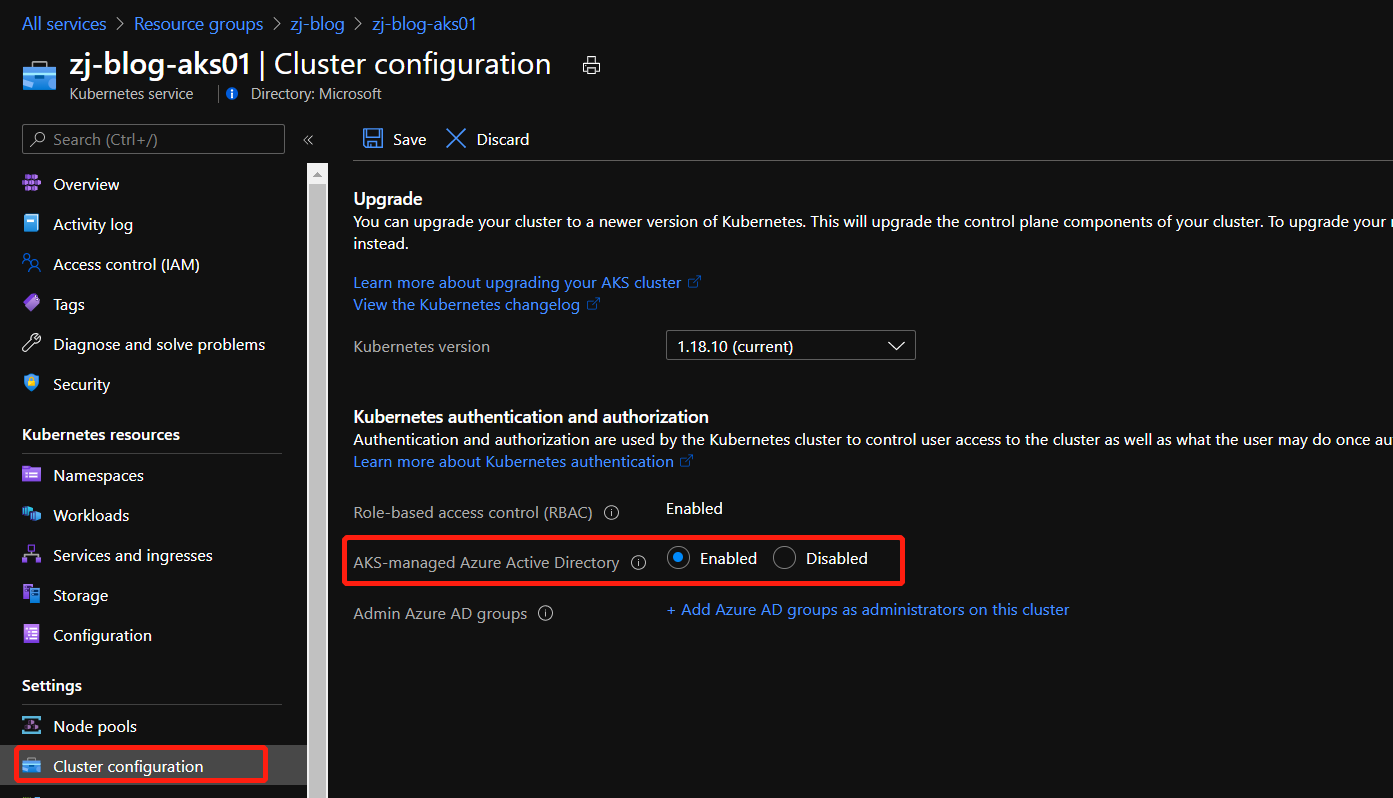 All services > Resource groups > zj-blog > zj-blog-aks01
zj-blog-aks01 | Cluster configuration
Kubernetes service
Directory: Microsoft
Search (Ctrl+/)
«
Overview
Activity log
Access control (IAM)
Tags
Diagnose and solve problems
Security
Kubernetes resources
Namespaces
Workloads
Services and ingresses
Storage
Configuration
Settings
Node pools
Cluster configuration
Save
Discard
Upgrade
You can upgrade your cluster to a newer version of Kubernetes. This will upgrade the control plane components of your cluster. To upgrade your
instead.
Learn more about upgrading your AKS cluster
View the Kubernetes changelog
Kubernetes version
1.18.10 (current)
Kubernetes authentication and authorization
Authentication and authorization are used by the Kubernetes cluster to control user access to the cluster as well as what the user may do once
Learn more about Kubernetes authentication
Role-based access control (RBAC)
Enabled
AKS-managed Azure Active Directory
Enabled
Disabled
Admin Azure AD groups
+ Add Azure AD groups as administrators on this cluster